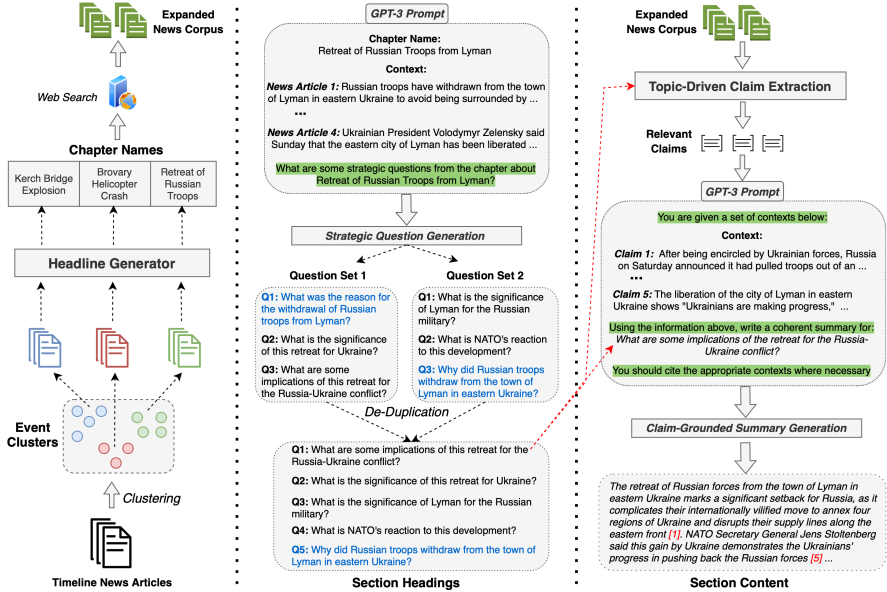 Expanded
News Corpus
Web Search
Chapter Names
Kerch Bridge
Explosion
Brovary
Helicopter
Crash
Retreat of
Russian
Troops
Headline Generator
Event
Clusters
Clustering
Timeline News Articles
GPT-3 Prompt
Chapter Name:
Retreat of Russian Troops from Lyman
Context:
News Article 1: Russian troops have withdrawn from the town
of Lyman in eastern Ukraine to avoid being surrounded by ...
...
News Article 4: Ukrainian President Volodymyr Zelensky said
Sunday that the eastern city of Lyman has been liberated ...
What are some strategic questions from the chapter about
Retreat of Russian Troops from Lyman?
Strategic Question Generation
Question Set 1
Q1: What was the reason for
the withdrawal of Russian
troops from Lyman?
Q2: What is the significance
of this retreat for Ukraine?
Q3: What are some
implications of this retreat for
the Russia-Ukraine conflict?
Question Set 2
Q1: What is the significance
of Lyman for the Russian
military?
Q2: What is NATO's reaction
to this development?
Q3: Why did Russian troops
withdraw from the town of
Lyman in eastern Ukraine?
De-Duplication
Q1: What are some implications of this retreat for the
Russia-Ukraine conflict?
Q2: What is the significance of this retreat for Ukraine?
Q3: What is the significance of Lyman for the Russian
military?
Q4: What is NATO's reaction to this development?
Q5: Why did Russian troops withdraw from the town of
Lyman in eastern Ukraine?
Section Headings
Expanded
News Corpus
Topic-Driven Claim Extraction
Relevant
Claims
GPT-3 Prompt
You are given a set of contexts below:
Context:
Claim 1: After being encircled by Ukrainian forces, Russia
on Saturday announced it had pulled troops out of an ...
...
Claim 5: The liberation of the city of Lyman in eastern
Ukraine shows "Ukrainians are making progress," ...
Using the information above, write a coherent summary for:
What are some implications of the retreat for the Russia-
Ukraine conflict?
You should cite the appropriate contexts where necessary
Claim-Grounded Summary Generation
The retreat of Russian forces from the town of Lyman in
eastern Ukraine marks a significant setback for Russia, as it
complicates their internationally vilified move to annex four
regions of Ukraine and disrupts their supply lines along the
eastern front [1]. NATO Secretary General Jens Stoltenberg
said this gain by Ukraine demonstrates the Ukrainians'
progress in pushing back the Russian forces [5] ...
Section Content